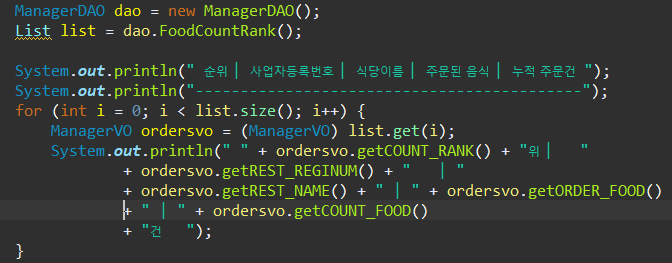 ManagerDAO dao = new ManagerDAO();
List list = dao.FoodCountRank();
System.out.println(" 순위 | 사업자등록번호 | 식당이름 | 주문된 음식 | 누적 주문건 ");
System.out.println("-------------------------------------------");
for (int i = 0; i < list.size(); i++) {
ManagerVO ordersvo = (ManagerVO) list.get(i);
System.out.println(" " + ordersvo.getCOUNT_RANK() + "위 |   "
+ ordersvo.getREST_REGINUM() + "   | "
+ ordersvo.getREST_NAME() + " | " + ordersvo.getORDER_FOOD()
+ " | " + ordersvo.getCOUNT_FOOD()
+ "건   ");
}